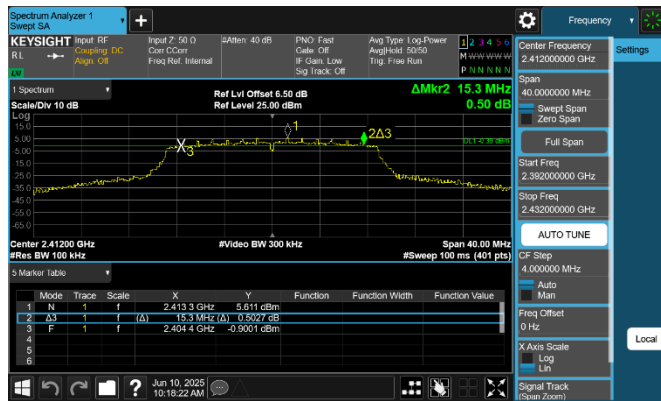 Spectrum Analyzer 1
Swept SA
+
Frequency
KEYSIGHT
RL
LXI
Input: RF
Coupling: DC
Align: Off
Input Z: 50 Ω
Corr CCorr
Freq Ref: Internal
#Atten: 40 dB
PNO: Fast
Gate: Off
IF Gain: Low
Sig Track: Off
Avg Type: Log-Power
Avg|Hold: 50/50
Trig: Free Run
1 2 3 4 5 6
M W W W W W
P N N N N N
1 Spectrum
Scale/Div 10 dB
Ref Lvl Offset 6.50 dB
Ref Level 25.00 dBm
ΔMkr2 15.3 MHz
0.50 dB
Log
15.0
5.00
-5.00
-15.0
-25.0
-35.0
-45.0
-55.0
-65.0
1
2Δ3
3
DL1 -0.39 dBm
Center 2.41200 GHz
#Res BW 100 kHz
#Video BW 300 kHz
Span 40.00 MHz
#Sweep 100 ms (401 pts)
5 Marker Table
Mode Trace Scale X Y Function Function Width Function Value
1 N 1 f 2.413 3 GHz 5.611 dBm
2 Δ3 1 f (Δ) 15.3 MHz (Δ) 0.5027 dB
3 F 1 f 2.404 4 GHz -0.9001 dBm
4
5
6
?
Jun 10, 2025
10:18:22 AM
Center Frequency
2.412000000 GHz
Span
40.0000000 MHz
Swept Span
Zero Span
Full Span
Start Freq
2.392000000 GHz
Stop Freq
2.432000000 GHz
AUTO TUNE
CF Step
4.000000 MHz
Auto
Man
Freq Offset
0 Hz
X Axis Scale
Log
Lin
Signal Track
(Span Zoom)
Settings
Local